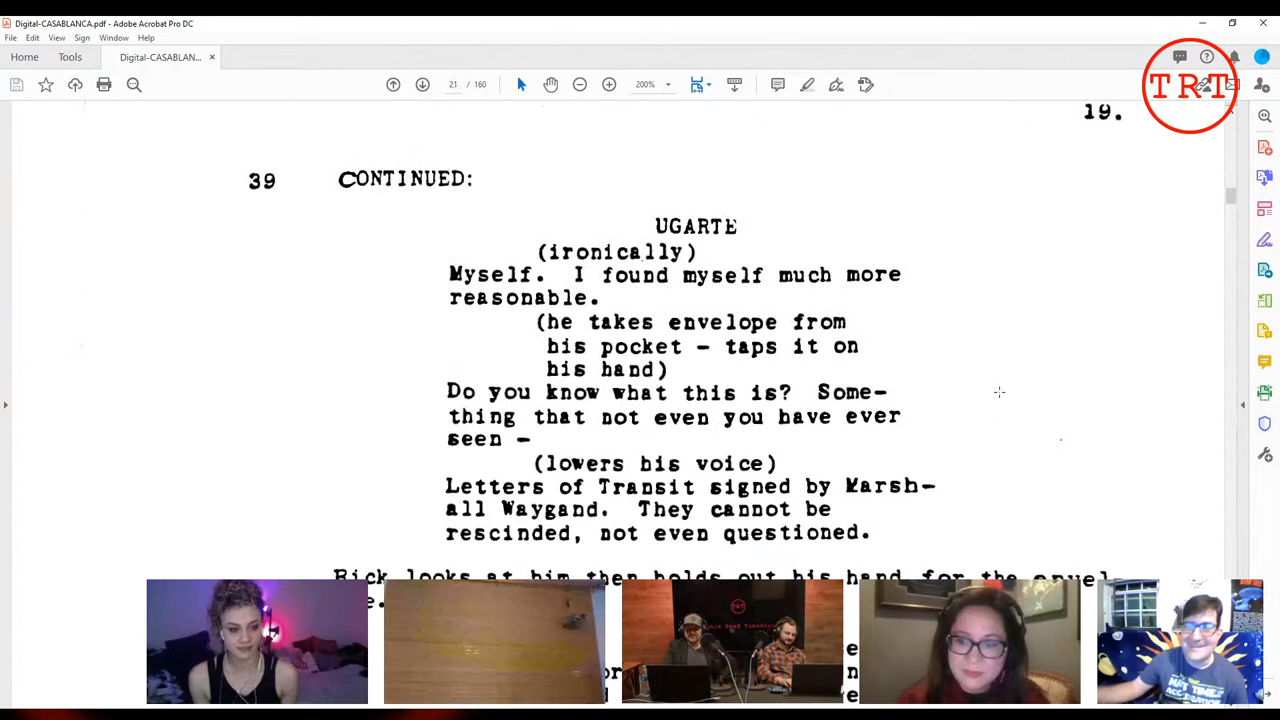 Digital-CASABLANCA.pdf - Adobe Acrobat Pro DC
File Edit View Sign Window Help
Home Tools Digital-CASABLAN... ×
21 / 160 200%
TRT
19.
39 CONTINUED:
UGARTE
(ironically)
Myself. I found myself much more
reasonable.
(he takes envelope from
his pocket - taps it on
his hand)
Do you know what this is? Some-
thing that not even you have ever
seen -
(lowers his voice)
Letters of Transit signed by Marsh-
all Waygand. They cannot be
rescinded, not even questioned.
Rick looks at him then holds out his hand for the envel-
TRT